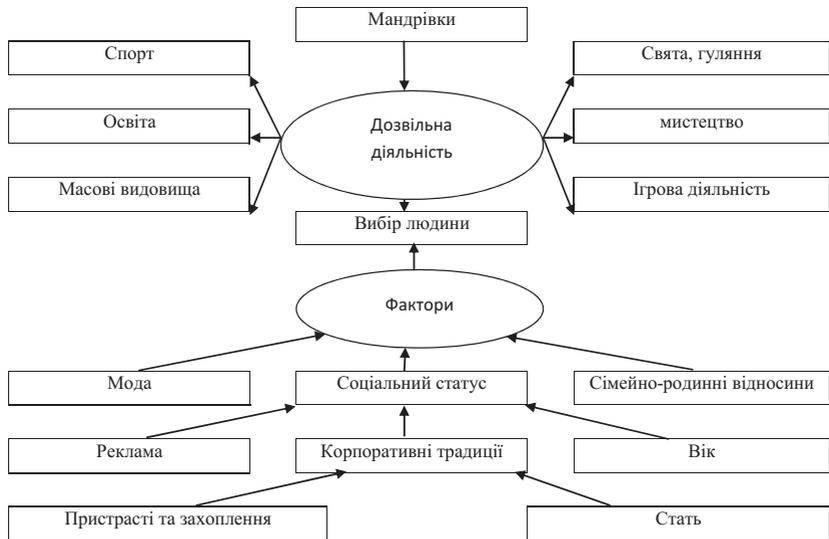 Мандрівки
Спорт
Свята, гуляння
Освіта
Дозвільна
діяльність
мистецтво
Масові видовища
Ігрова діяльність
Вибір людини
Фактори
Мода
Соціальний статус
Сімейно-родинні відносини
Реклама
Корпоративні традиції
Вік
Пристрасті та захоплення
Стать